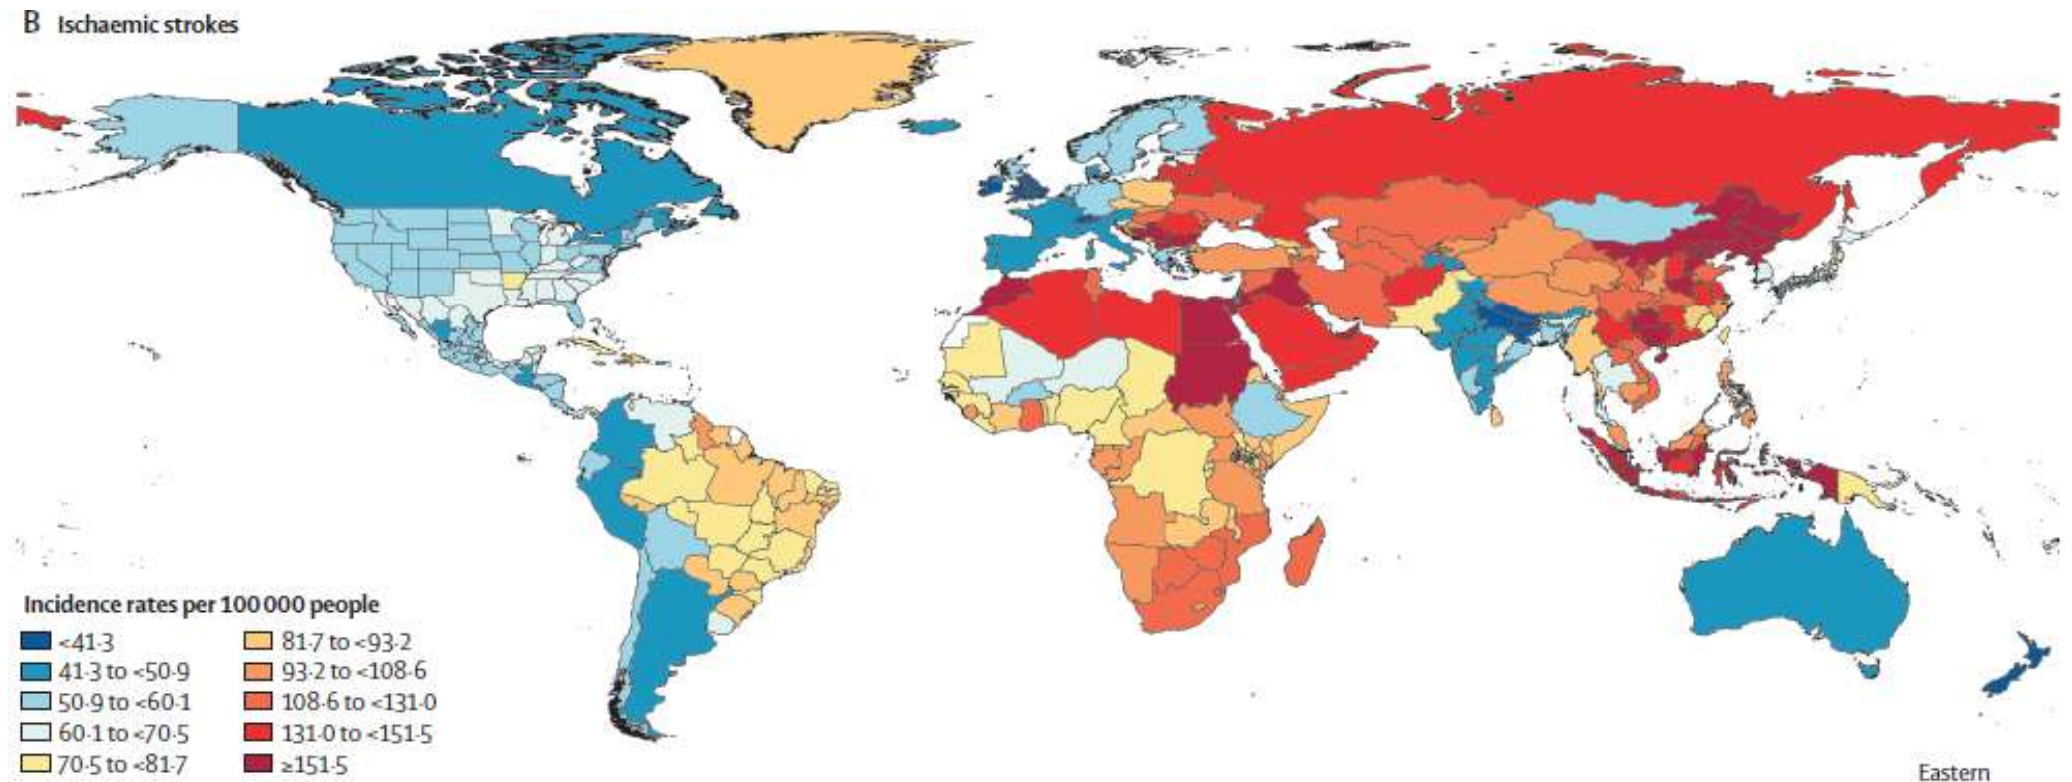 B Ischaemic strokes
Incidence rates per 100 000 people
<41·3
41·3 to <50·9
50·9 to <60·1
60·1 to <70·5
70·5 to <81·7
81·7 to <93·2
93·2 to <108·6
108·6 to <131·0
131·0 to <151·5
≥151·5
Eastern